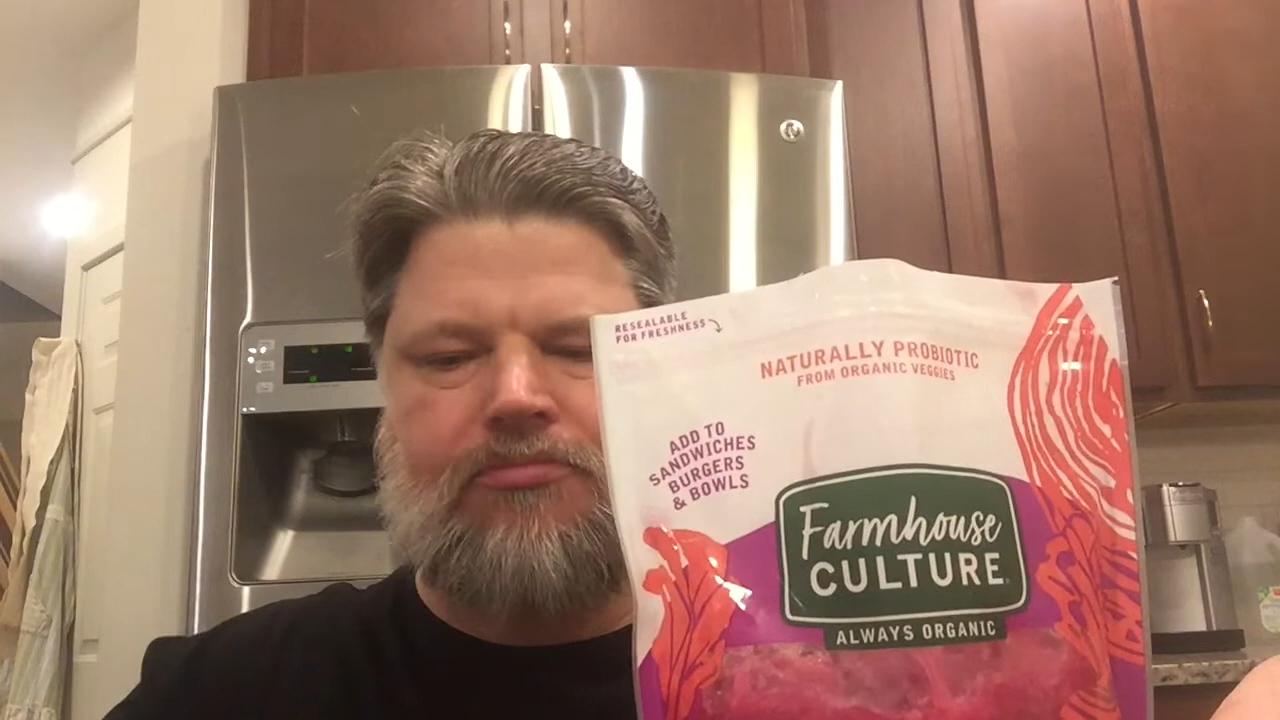 RESEALABLE
FOR FRESHNESS
NATURALLY PROBIOTIC
FROM ORGANIC VEGGIES
ADD TO
SANDWICHES
BURGERS
& BOWLS
Farmhouse
CULTURE
ALWAYS ORGANIC